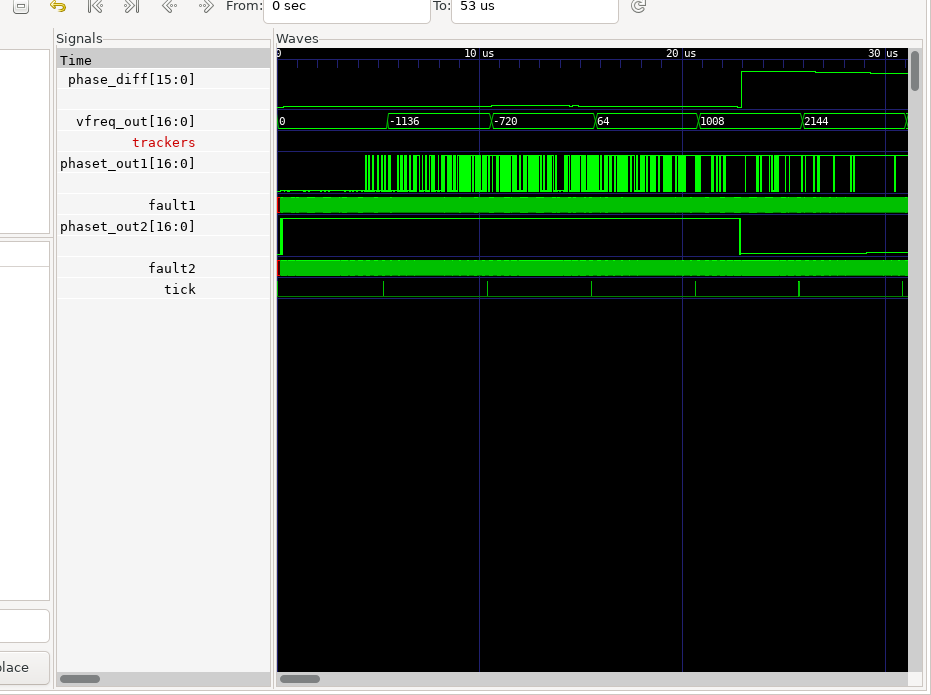 From: 0 sec To: 53 us
Signals Waves
Time
0 10 us 20 us 30 us
phase_diff[15:0]
vfreq_out[16:0] 0 -1136 -720 64 1008 2144
trackers
phaset_out1[16:0]
fault1
phaset_out2[16:0]
fault2
tick
place